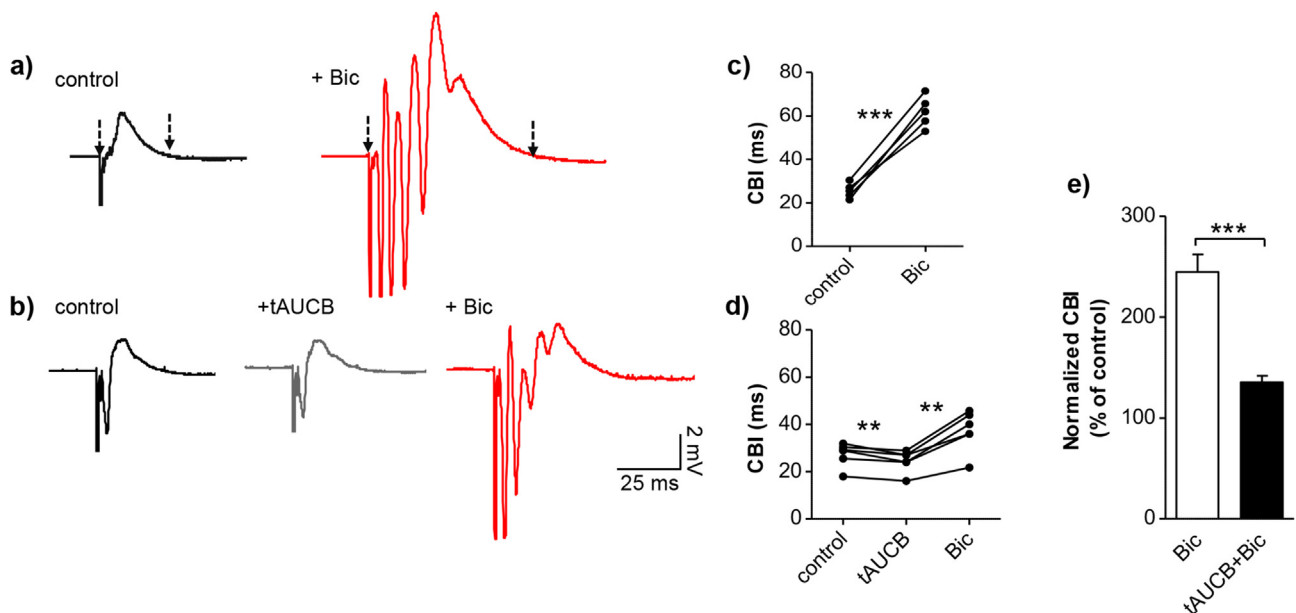 a)
control
+ Bic
b)
control
+tAUCB
+ Bic
2 mV
25 ms
c)
CBI (ms)
80
60
40
20
0
***
control
Bic
d)
CBI (ms)
80
60
40
20
0
**
**
control
tAUCB
Bic
e)
Normalized CBI
(% of control)
300
200
100
0
***
Bic
tAUCB+Bic